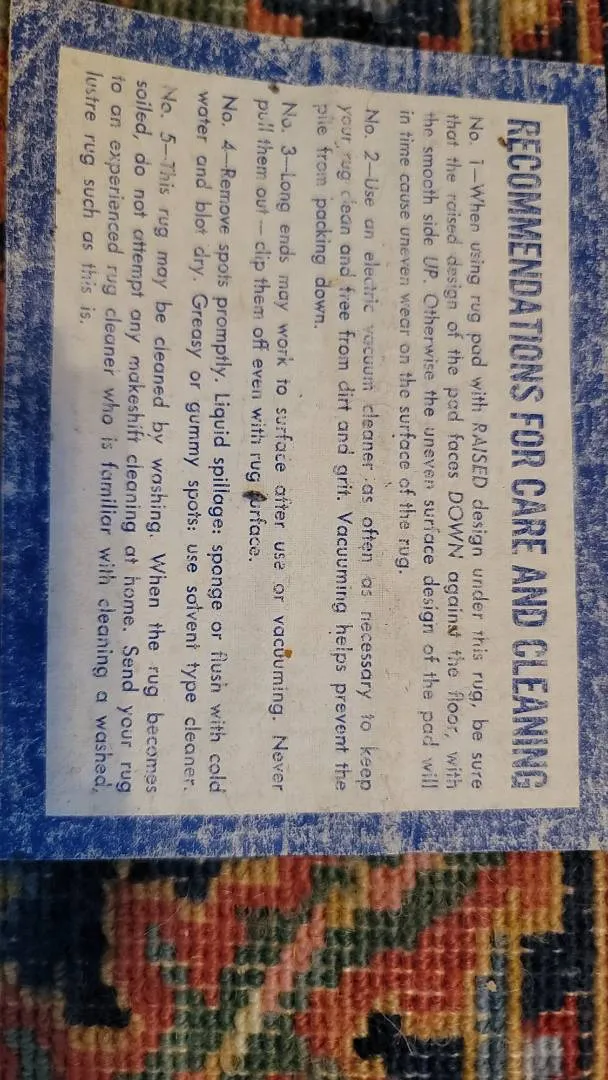 RECOMMENDATIONS FOR CARE AND CLEANING
No. 1—When using rug pad with RAISED design under this rug, be sure
that the raised design of the pad faces DOWN against the floor, with
the smooth side UP. Otherwise the uneven surface design of the pad will
in time cause uneven wear on the surface of the rug.
No. 2—Use an electric vacuum cleaner as often as necessary to keep
your rug clean and free from dirt and grit. Vacuuming helps prevent the
pile from packing down.
No. 3—Long ends may work to surface after use or vacuuming. Never
pull them out—clip them off even with rug surface.
No. 4—Remove spots promptly. Liquid spillage: sponge or flush with cold
water and blot dry. Greasy or gummy spots: use solvent type cleaner.
No. 5—This rug may be cleaned by washing. When the rug becomes
soiled, do not attempt any makeshift cleaning at home. Send your rug
to an experienced rug cleaner who is familiar with cleaning a washed,
lustre rug such as this is.